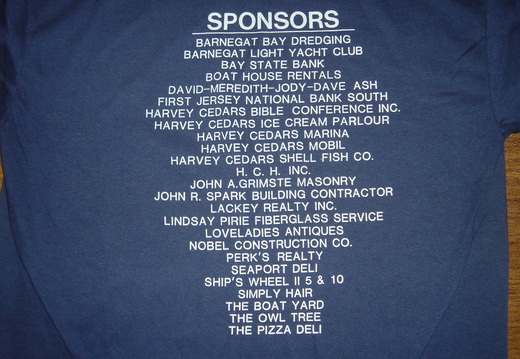 SPONSORS
BARNEGAT BAY DREDGING
BARNEGAT LIGHT YACHT CLUB
BAY STATE BANK
BOAT HOUSE RENTALS
DAVID-MEREDITH-JODY-DAVE ASH
FIRST JERSEY NATIONAL BANK SOUTH
HARVEY CEDARS BIBLE CONFERENCE INC.
HARVEY CEDARS ICE CREAM PARLOUR
HARVEY CEDARS MARINA
HARVEY CEDARS MOBIL
HARVEY CEDARS SHELL FISH CO.
H. C. H. INC.
JOHN A.GRIMSTE MASONRY
JOHN R. SPARK BUILDING CONTRACTOR
LACKEY REALTY INC.
LINDSAY PIRIE FIBERGLASS SERVICE
LOVELADIES ANTIQUES
NOBEL CONSTRUCTION CO.
PERK'S REALTY
SEAPORT DELI
SHIP'S WHEEL II 5 & 10
SIMPLY HAIR
THE BOAT YARD
THE OWL TREE
THE PIZZA DELI